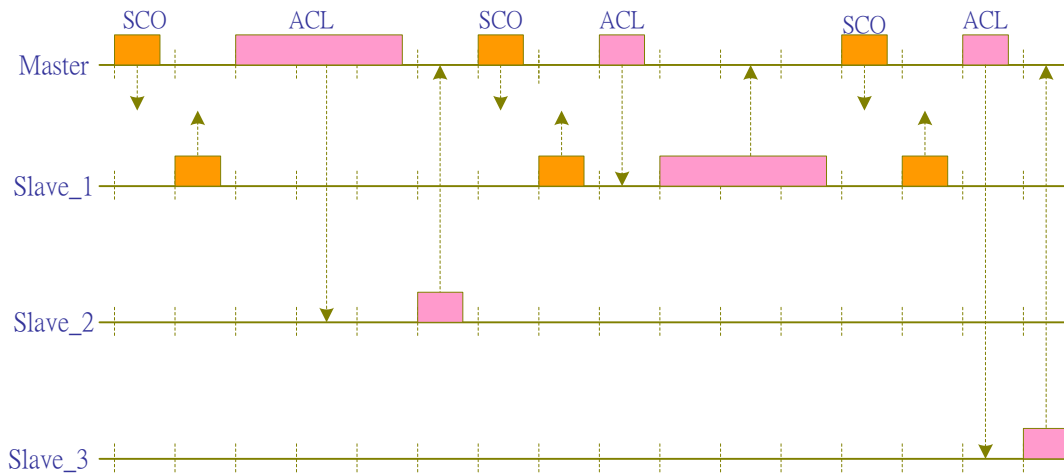 SCO ACL SCO ACL SCO ACL
Master
Slave_1
Slave_2
Slave_3